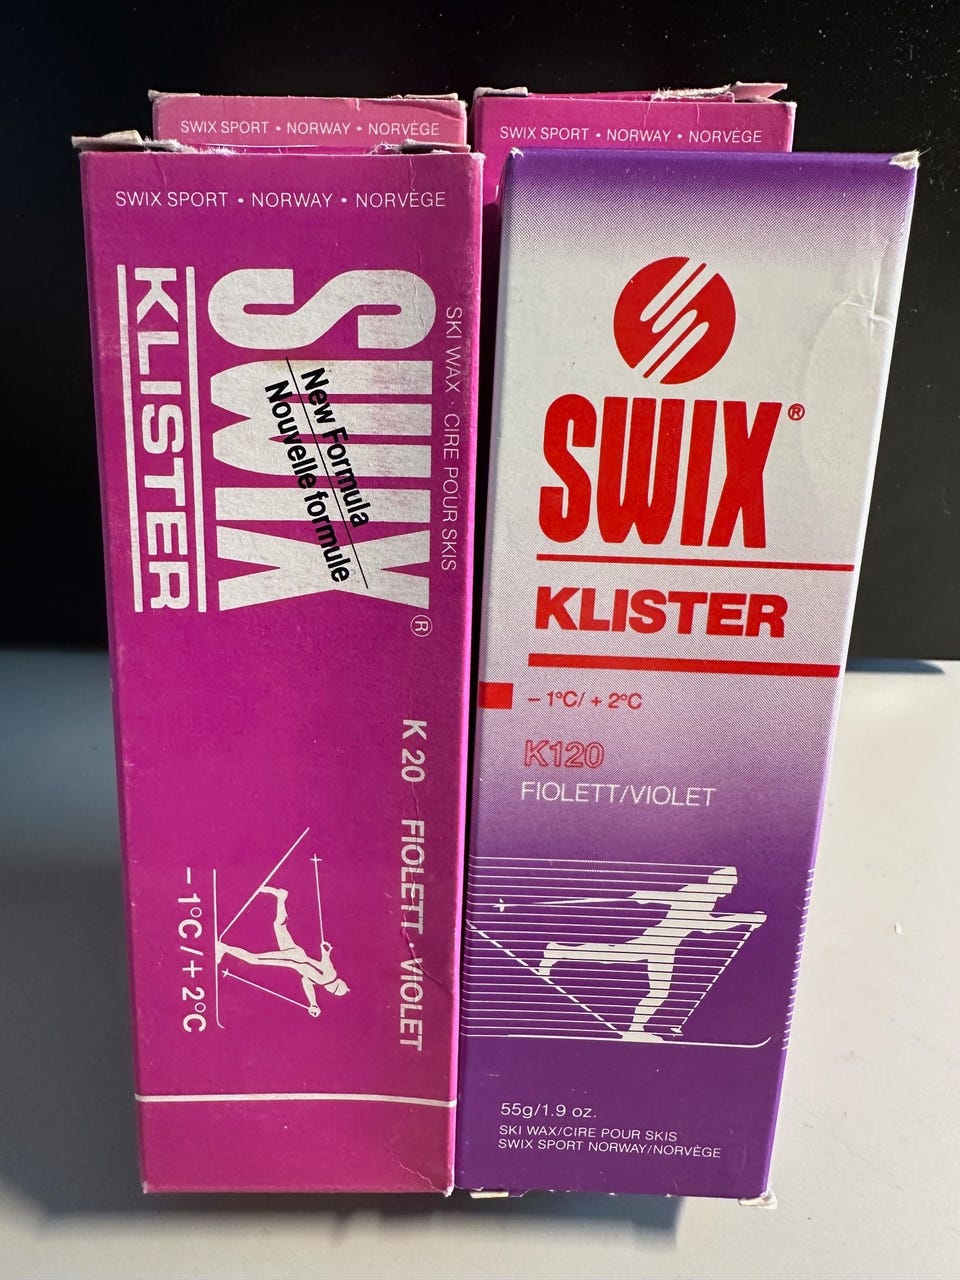 SWIX SPORT • NORWAY • NORVÈGE
SWIX SPORT • NORWAY • NORVÈGE
SWIX SPORT • NORWAY • NORVÈGE
SKI WAX · CIRE POUR SKIS
SWIX®
New Formula
Nouvelle formule
KLISTER
K 20 FIOLETT · VIOLET
–1°C/+2°C
SWIX®
KLISTER
– 1°C/ + 2°C
K120
FIOLETT/VIOLET
55g/1.9 oz.
SKI WAX/CIRE POUR SKIS
SWIX SPORT NORWAY/NORVÈGE